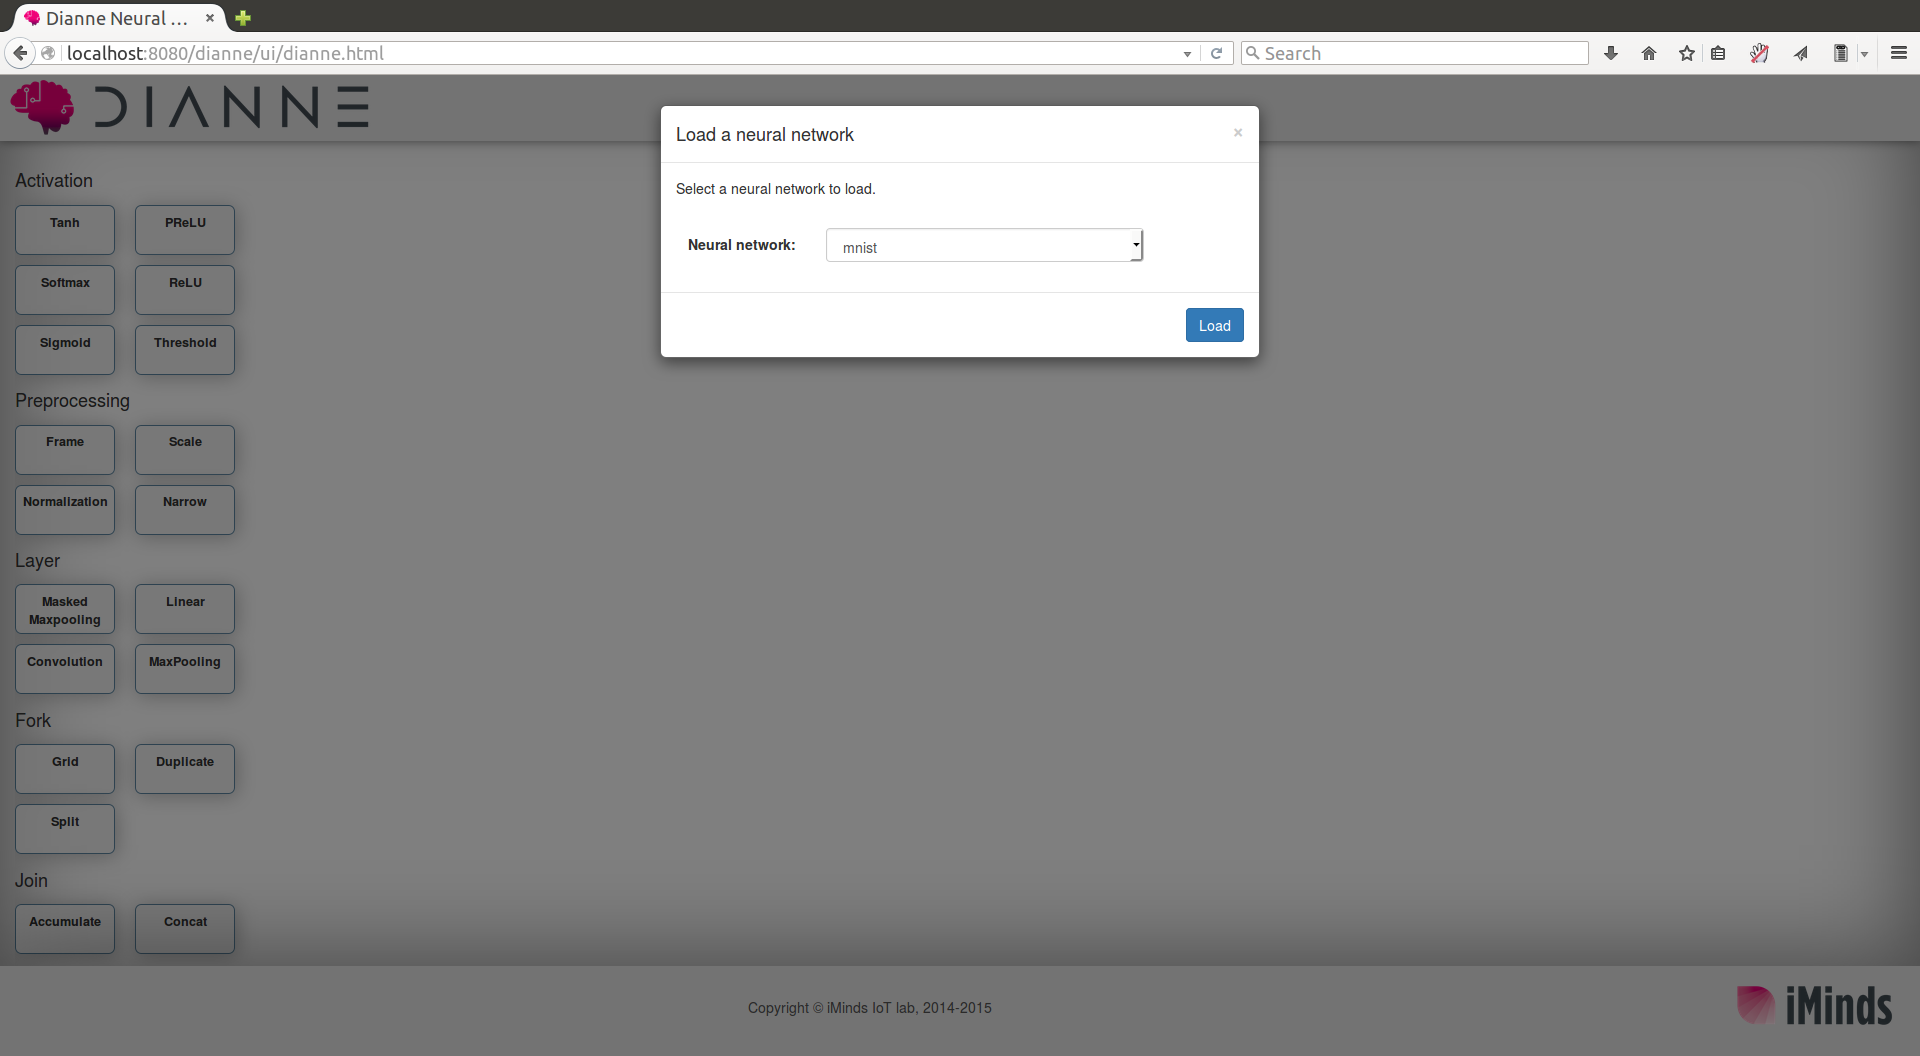 Dianne Neural ...
localhost:8080/dianne/ui/dianne.html
Search
DIANNE
Load a neural network
×
Select a neural network to load.
Neural network:
mnist
Load
Activation
Tanh
PReLU
Softmax
ReLU
Sigmoid
Threshold
Preprocessing
Frame
Scale
Normalization
Narrow
Layer
Masked
Maxpooling
Linear
Convolution
MaxPooling
Fork
Grid
Duplicate
Split
Join
Accumulate
Concat
Copyright © iMinds IoT lab, 2014-2015
iMinds